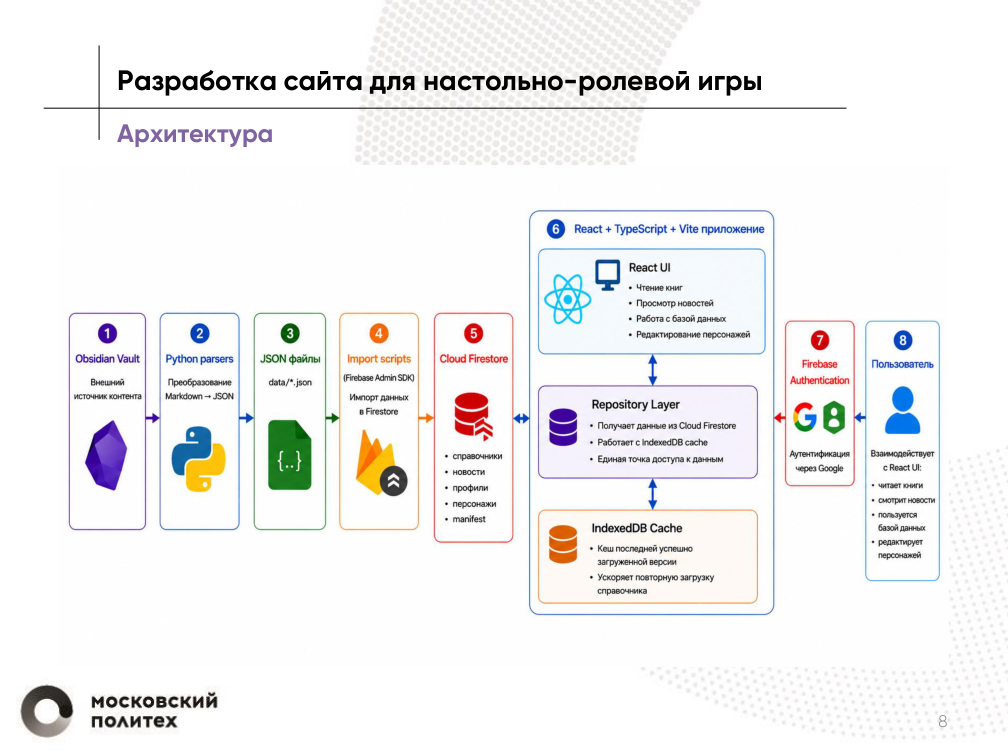 Разработка сайта для настольно-ролевой игры
Архитектура
1
Obsidian Vault
Внешний
источник контента
2
Python parsers
Преобразование
Markdown → JSON
3
JSON файлы
data/*.json
{..}
4
Import scripts
(Firebase Admin SDK)
Импорт данных
в Firestore
5
Cloud Firestore
• справочники
• новости
• профили
• персонажи
• manifest
6 React + TypeScript + Vite приложение
React UI
• Чтение книг
• Просмотр новостей
• Работа с базой данных
• Редактирование персонажей
Repository Layer
• Получает данные из Cloud Firestore
• Работает с IndexedDB cache
• Единая точка доступа к данным
IndexedDB Cache
• Кеш последней успешно
загруженной версии
• Ускоряет повторную загрузку
справочника
7
Firebase
Authentication
Аутентификация
через Google
8
Пользователь
Взаимодействует
с React UI:
• читает книги
• смотрит новости
• пользуется
базой данных
• редактирует
персонажей
МОСКОВСКИЙ
ПОЛИТЕХ
8